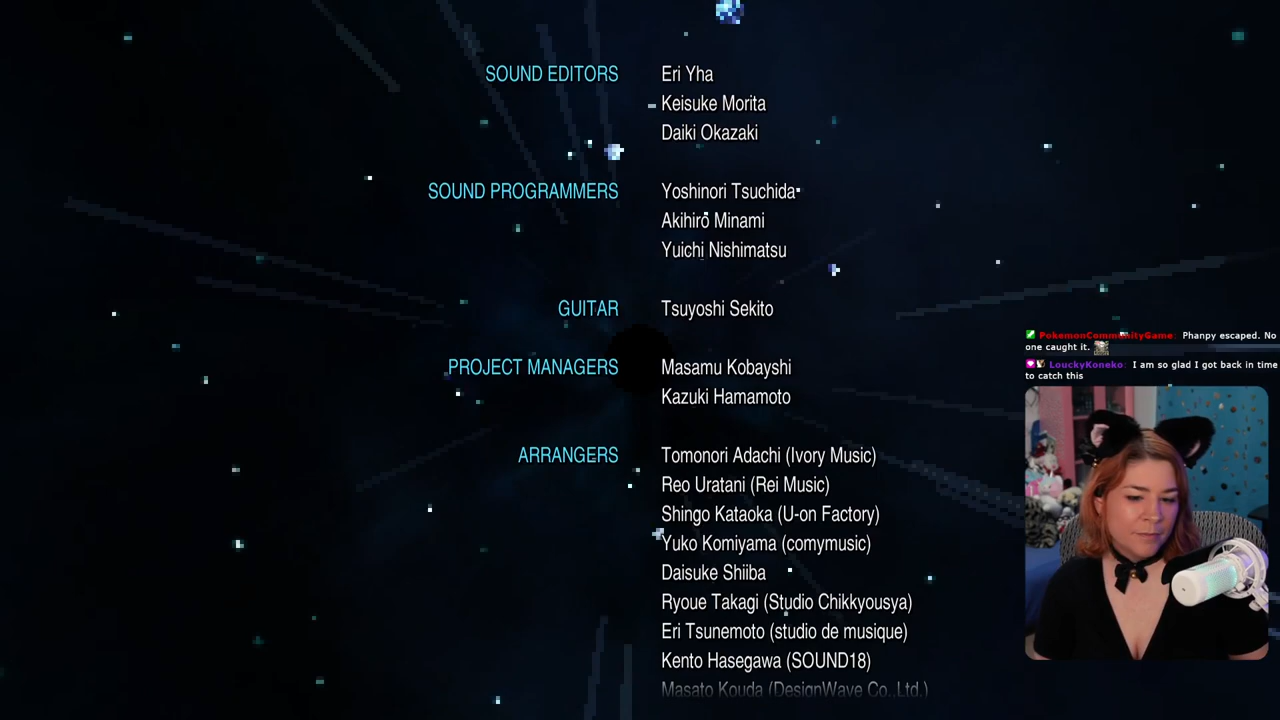 SOUND EDITORS Eri Yha
Keisuke Morita
Daiki Okazaki
SOUND PROGRAMMERS Yoshinori Tsuchida
Akihiro Minami
Yuichi Nishimatsu
GUITAR Tsuyoshi Sekito
PROJECT MANAGERS Masamu Kobayshi
Kazuki Hamamoto
ARRANGERS Tomonori Adachi (Ivory Music)
Reo Uratani (Rei Music)
Shingo Kataoka (U-on Factory)
Yuko Komiyama (comymusic)
Daisuke Shiiba
Ryoue Takagi (Studio Chikkyousya)
Eri Tsunemoto (studio de musique)
Kento Hasegawa (SOUND18)
Masato Kouda (DesignWave Co.,Ltd.)
PokemonCommunityGame: Phanpy escaped. No
one caught it.
LouckyKoneko: I am so glad I got back in time
to catch this